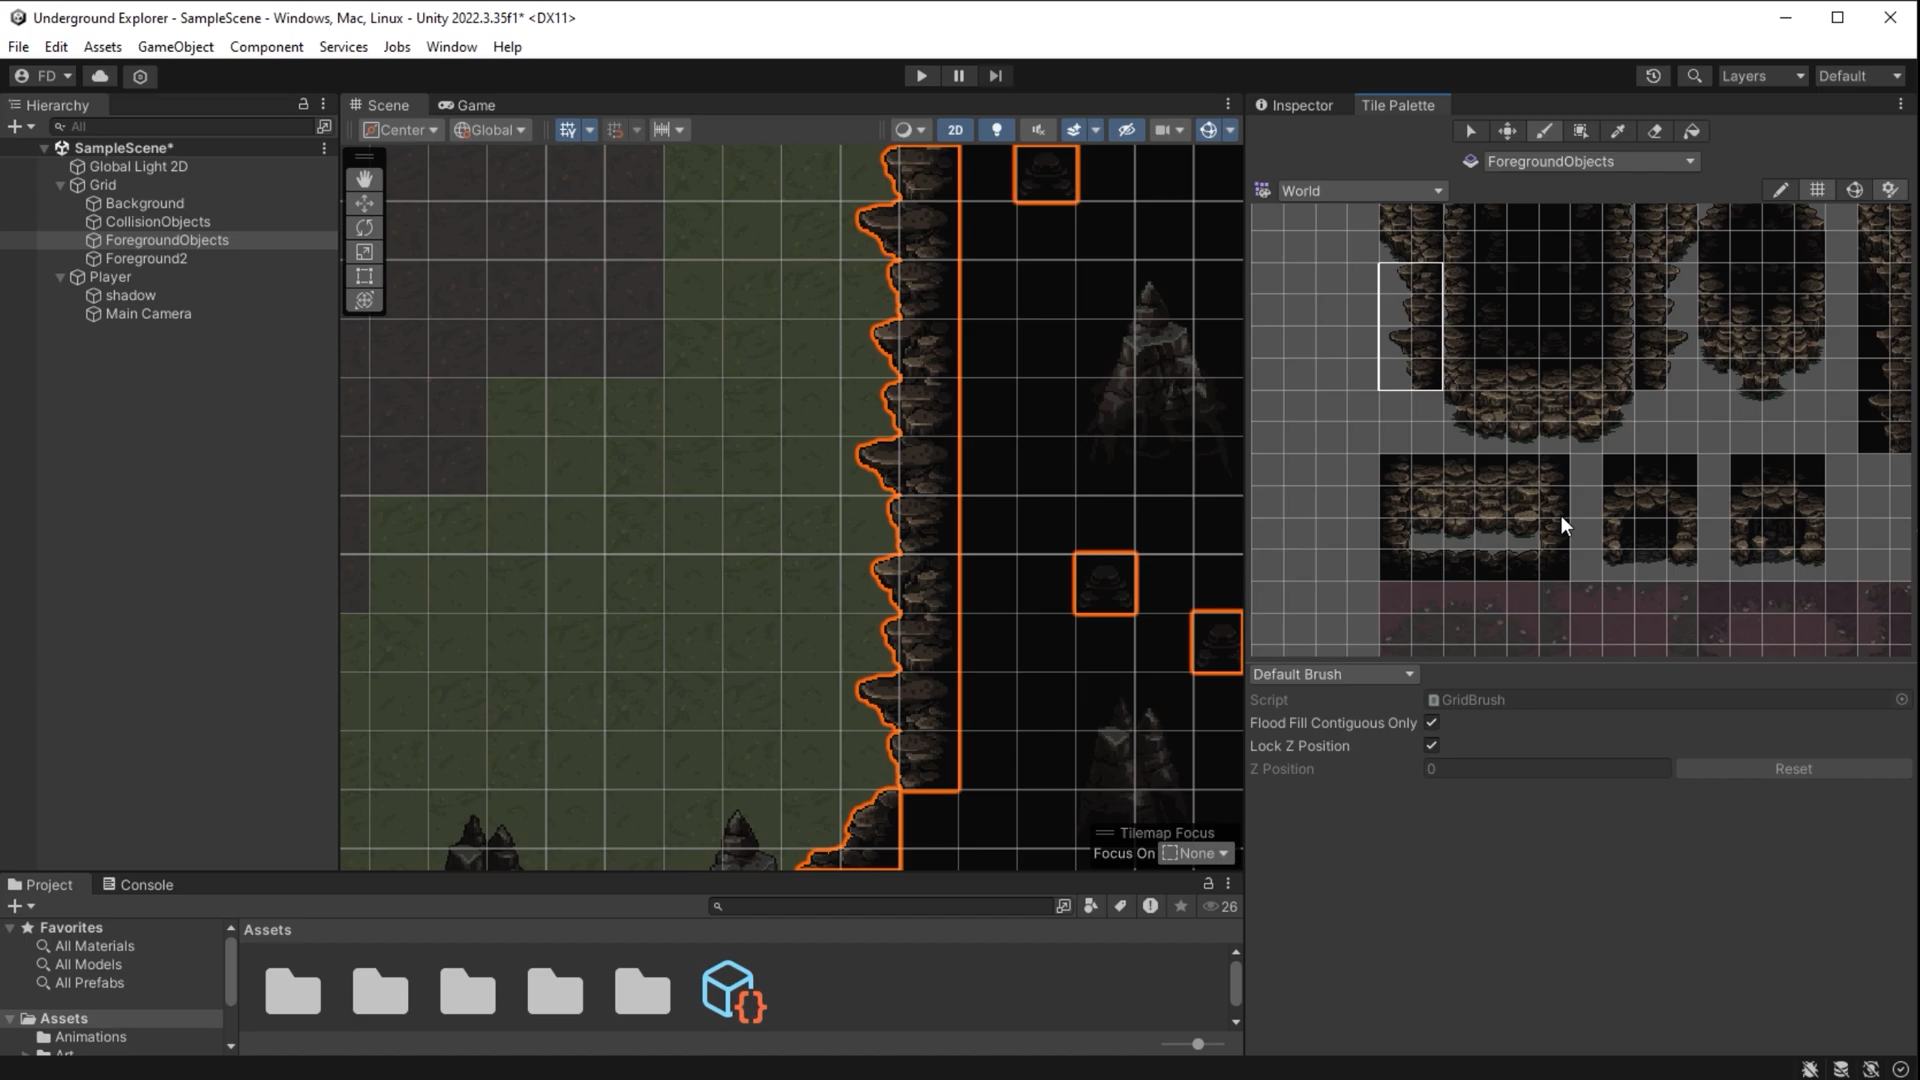 Underground Explorer - SampleScene - Windows, Mac, Linux - Unity 2022.3.35f1* <DX11>
File Edit Assets GameObject Component Services Jobs Window Help
FD
Layers
Default
Hierarchy
All
SampleScene*
Global Light 2D
Grid
Background
CollisionObjects
ForegroundObjects
Foreground2
Player
shadow
Main Camera
Scene
Game
Center
Global
2D
Tilemap Focus
Focus On
None
Inspector
Tile Palette
ForegroundObjects
World
Default Brush
Script
GridBrush
Flood Fill Contiguous Only
Lock Z Position
Z Position
0
Reset
Project
Console
26
Favorites
All Materials
All Models
All Prefabs
Assets
Animations
Assets